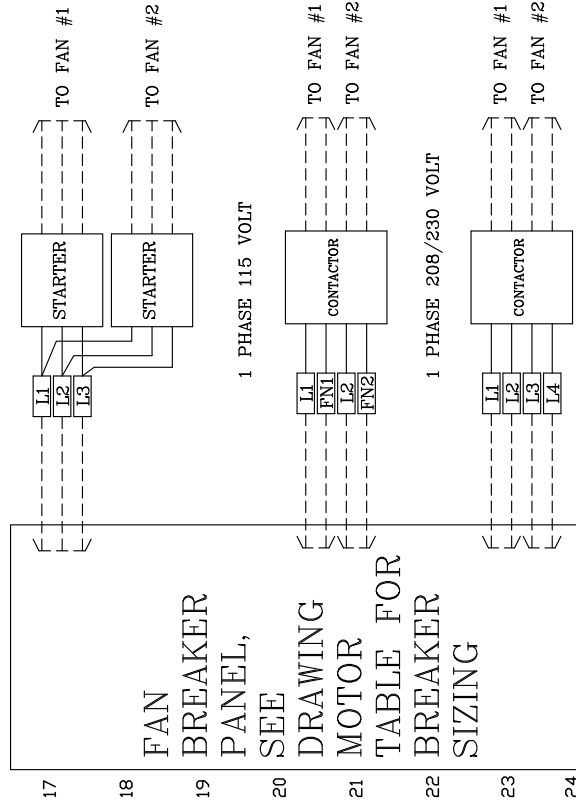 TO FAN #1
TO FAN #2
STARTER
STARTER
L1
L2
L3
1 PHASE 115 VOLT
TO FAN #1
TO FAN #2
CONTACTOR
L1
FN1
L2
FN2
1 PHASE 208/230 VOLT
TO FAN #1
TO FAN #2
CONTACTOR
L1
L2
L3
L4
FAN
BREAKER
PANEL,
SEE
DRAWING
MOTOR
TABLE FOR
BREAKER
SIZING
17
18
19
20
21
22
23
24